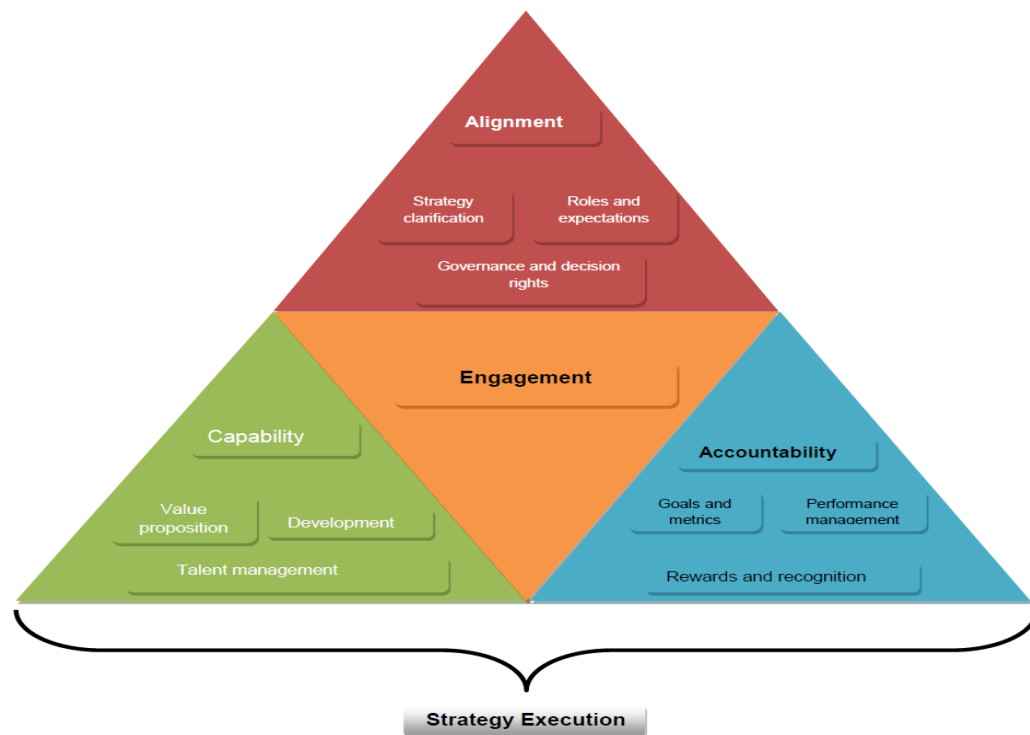 Alignment
Strategy
clarification
Roles and
expectations
Governance and decision
rights
Engagement
Capability
Value
proposition
Development
Talent management
Accountability
Goals and
metrics
Performance
management
Rewards and recognition
Strategy Execution